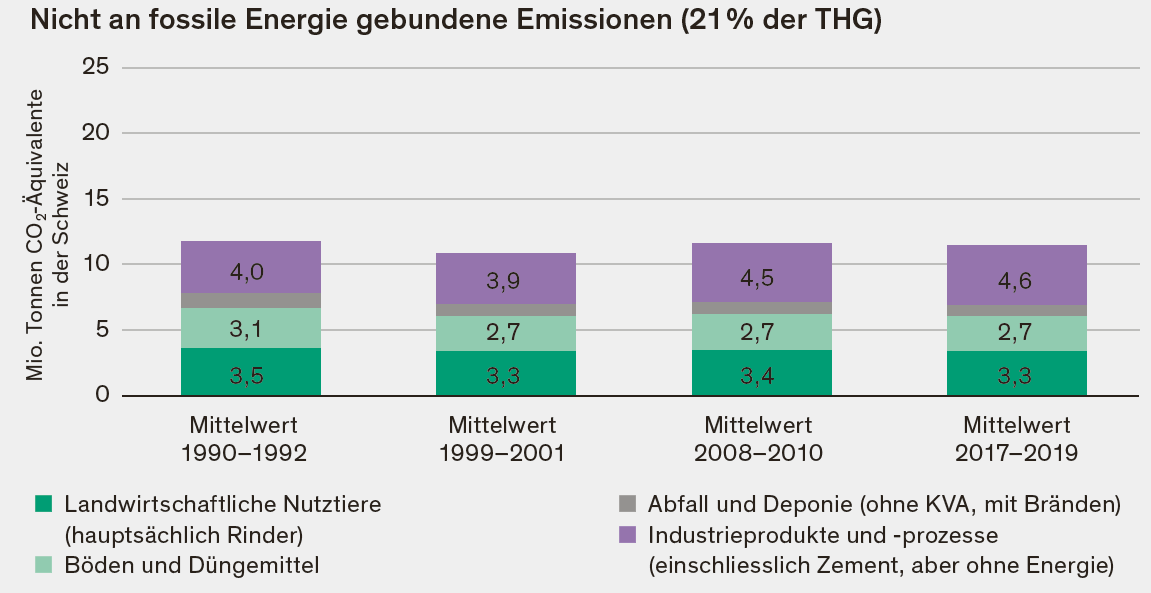 Nicht an fossile Energie gebundene Emissionen (21 % der THG)
Mio. Tonnen CO₂-Äquivalente
in der Schweiz
25
20
15
10
5
0
4,0
3,1
3,5
3,9
2,7
3,3
4,5
2,7
3,4
4,6
2,7
3,3
Mittelwert
1990–1992
Mittelwert
1999–2001
Mittelwert
2008–2010
Mittelwert
2017–2019
Landwirtschaftliche Nutztiere
(hauptsächlich Rinder)
Böden und Düngemittel
Abfall und Deponie (ohne KVA, mit Bränden)
Industrieprodukte und -prozesse
(einschliesslich Zement, aber ohne Energie)